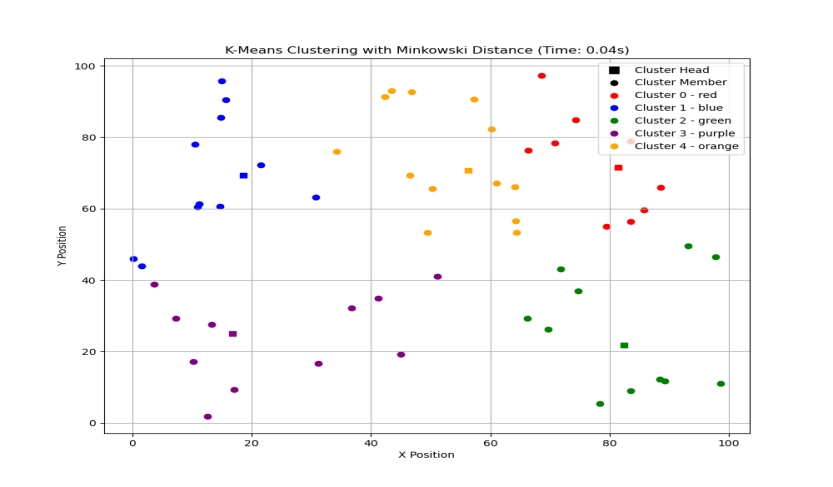 K-Means Clustering with Minkowski Distance (Time: 0.04s)
Cluster Head
Cluster Member
Cluster 0 - red
Cluster 1 - blue
Cluster 2 - green
Cluster 3 - purple
Cluster 4 - orange
Y Position
100
80
60
40
20
0
0 20 40 60 80 100
X Position